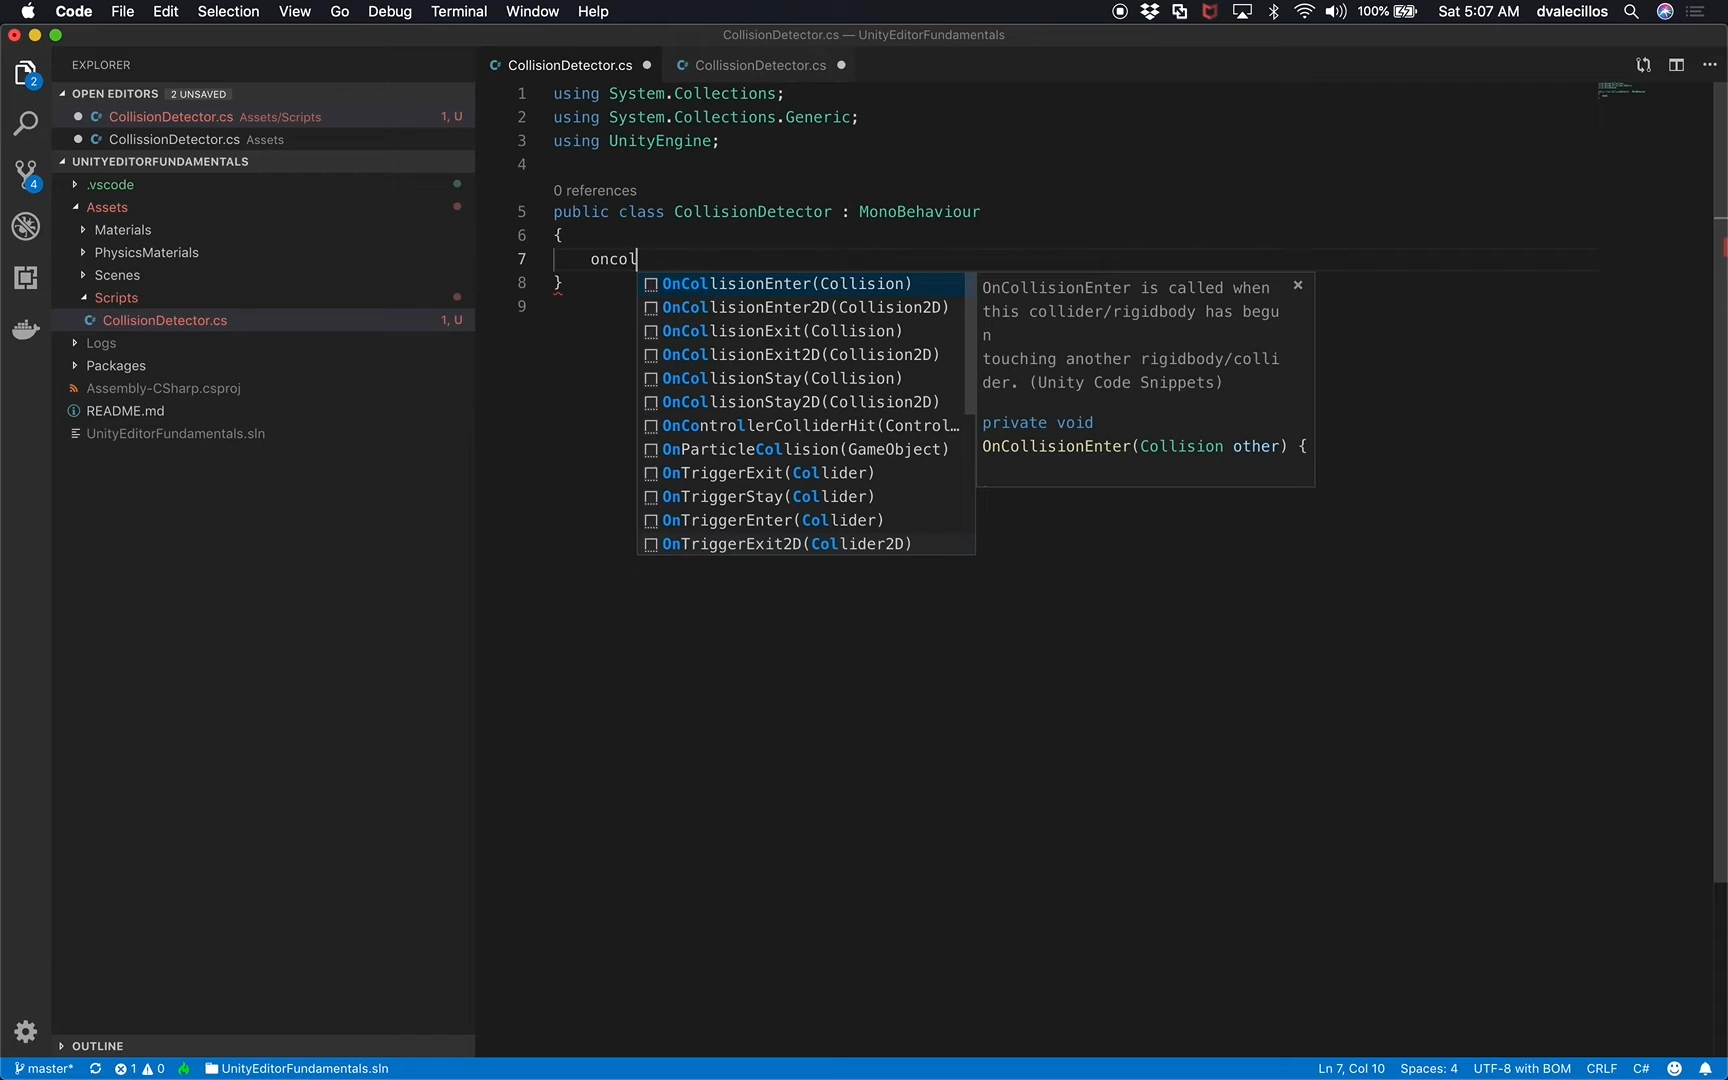 Code File Edit Selection View Go Debug Terminal Window Help 100% Sat 5:07 AM dvalecillos
CollisionDetector.cs — UnityEditorFundamentals
EXPLORER
CollisionDetector.cs
CollissionDetector.cs
OPEN EDITORS 2 UNSAVED
CollisionDetector.cs Assets/Scripts 1, U
CollissionDetector.cs Assets
UNITYEDITORFUNDAMENTALS
.vscode
Assets
Materials
PhysicsMaterials
Scenes
Scripts
CollisionDetector.cs 1, U
Logs
Packages
Assembly-CSharp.csproj
README.md
UnityEditorFundamentals.sln
OUTLINE
2
4
1 using System.Collections;
2 using System.Collections.Generic;
3 using UnityEngine;
4
0 references
5 public class CollisionDetector : MonoBehaviour
6 {
7 oncol
8 }
9
OnCollisionEnter(Collision)
OnCollisionEnter2D(Collision2D)
OnCollisionExit(Collision)
OnCollisionExit2D(Collision2D)
OnCollisionStay(Collision)
OnCollisionStay2D(Collision2D)
OnControllerColliderHit(Control…
OnParticleCollision(GameObject)
OnTriggerExit(Collider)
OnTriggerStay(Collider)
OnTriggerEnter(Collider)
OnTriggerExit2D(Collider2D)
OnCollisionEnter is called when
this collider/rigidbody has begu
n
touching another rigidbody/colli
der. (Unity Code Snippets)
private void
OnCollisionEnter(Collision other) {
master* 1 0 UnityEditorFundamentals.sln Ln 7, Col 10 Spaces: 4 UTF-8 with BOM CRLF C#